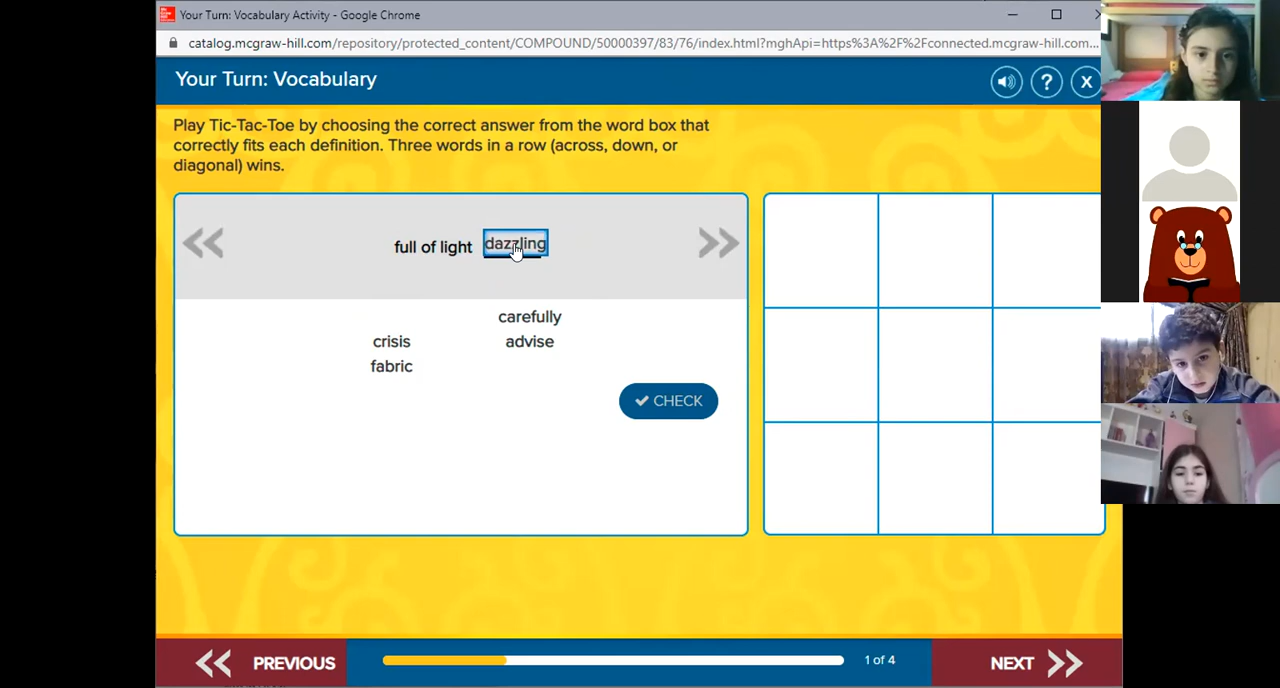 Your Turn: Vocabulary Activity - Google Chrome
catalog.mcgraw-hill.com/repository/protected_content/COMPOUND/50000397/83/76/index.html?mghApi=https%3A%2F%2Fconnected.mcgraw-hill.com...
Your Turn: Vocabulary
?
X
Play Tic-Tac-Toe by choosing the correct answer from the word box that
correctly fits each definition. Three words in a row (across, down, or
diagonal) wins.
full of light dazzling
carefully
crisis advise
fabric
CHECK
PREVIOUS
1 of 4
NEXT